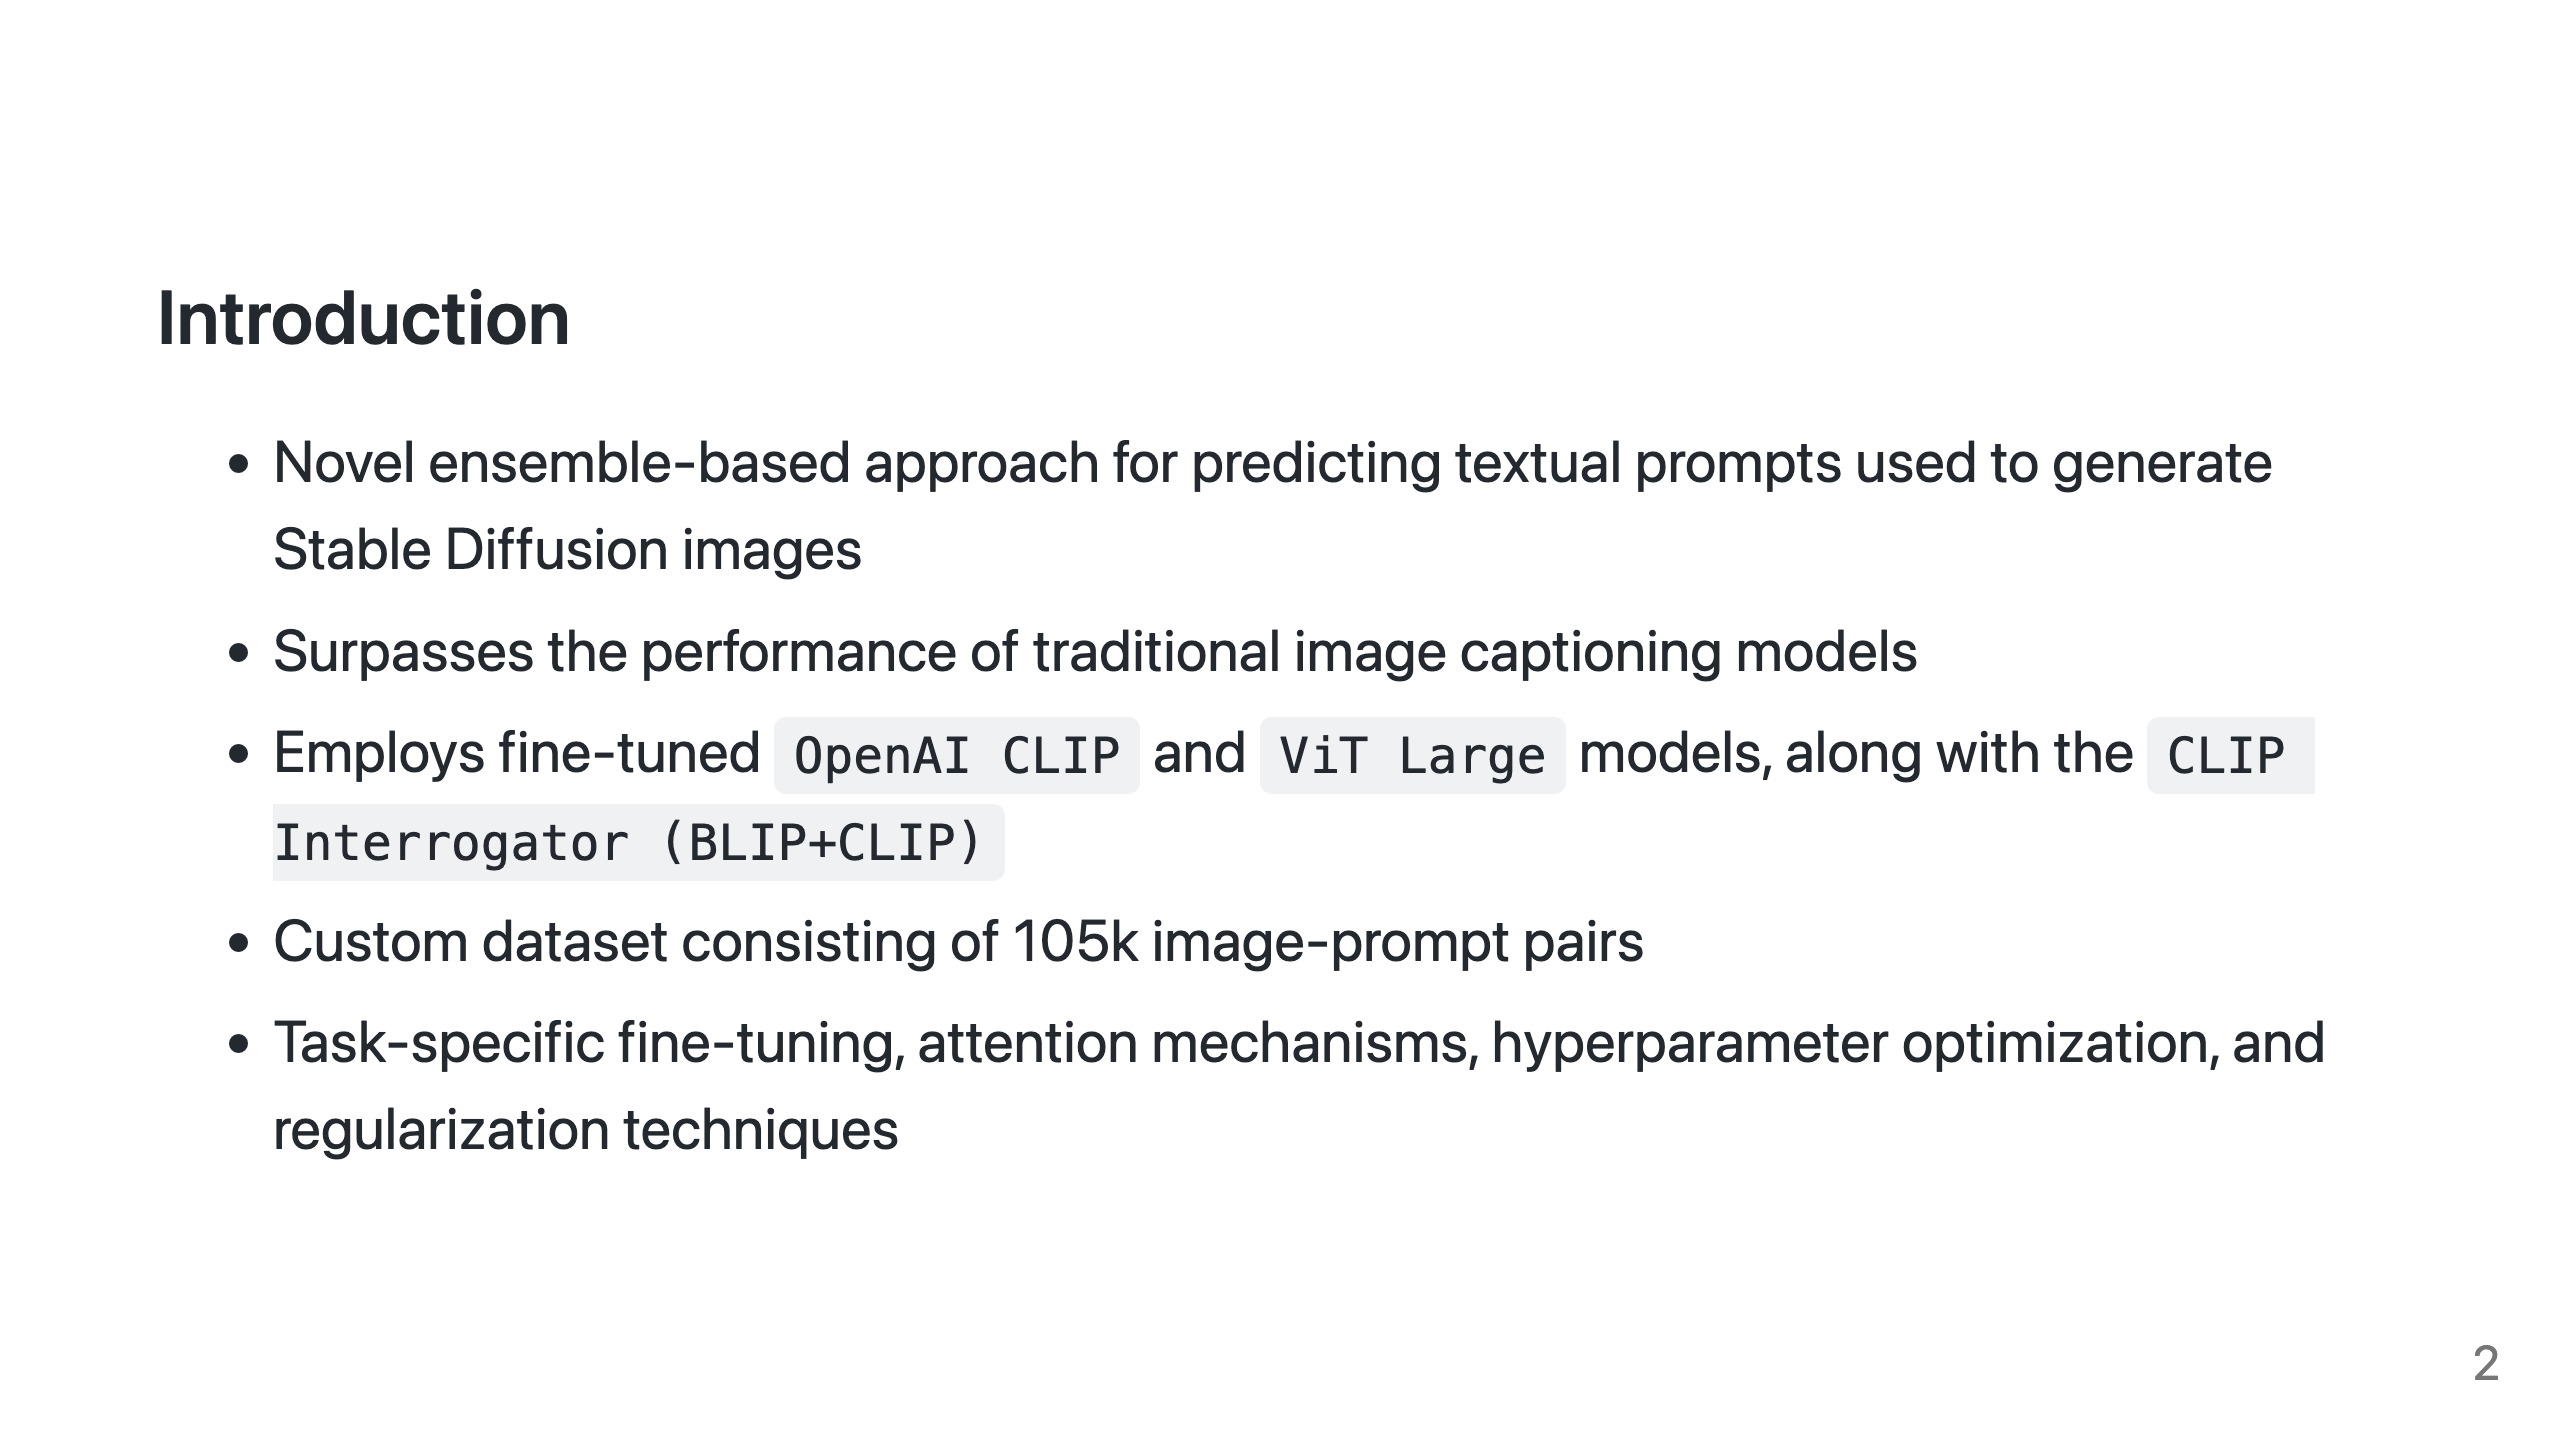 Introduction
• Novel ensemble-based approach for predicting textual prompts used to generate
Stable Diffusion images
• Surpasses the performance of traditional image captioning models
• Employs fine-tuned OpenAI CLIP and ViT Large models, along with the CLIP
Interrogator (BLIP+CLIP)
• Custom dataset consisting of 105k image-prompt pairs
• Task-specific fine-tuning, attention mechanisms, hyperparameter optimization, and
regularization techniques
2